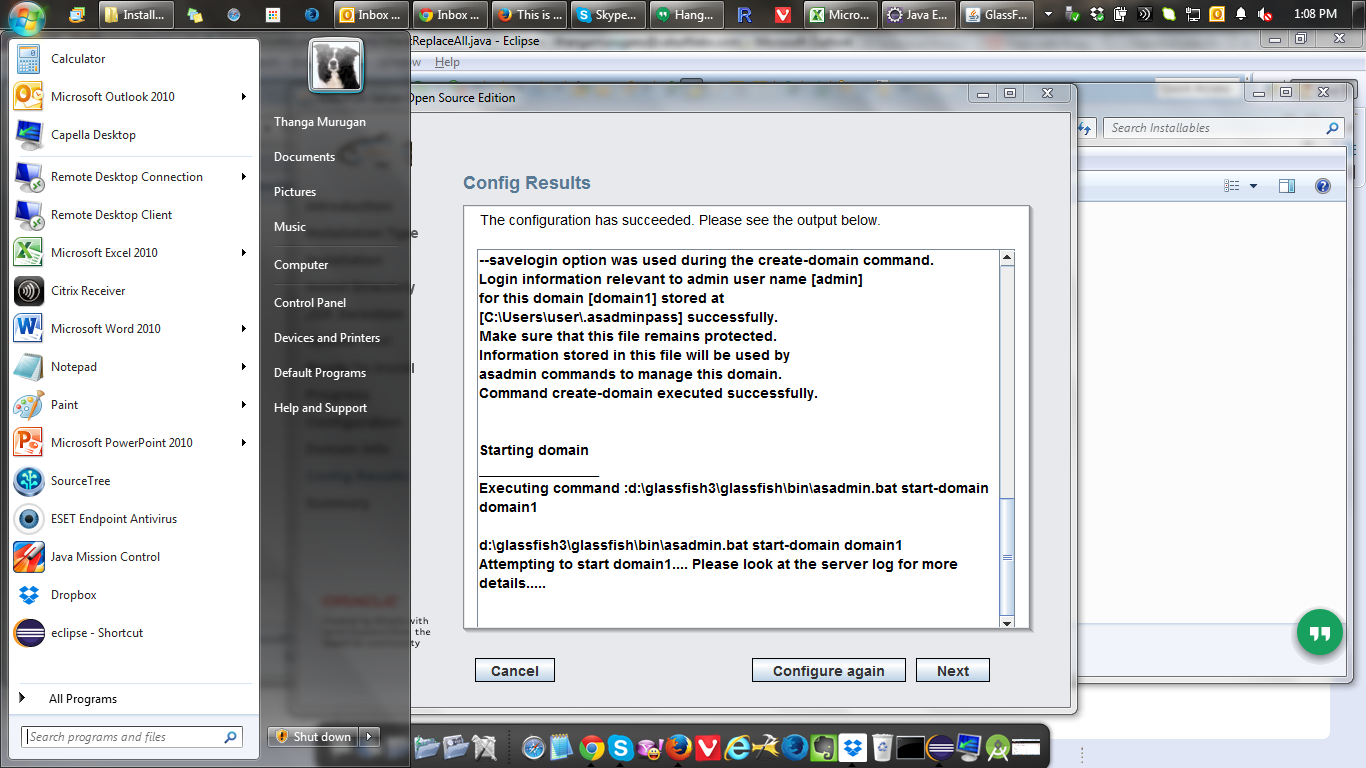 Install...
Inbox ...
Inbox ...
This is ...
Skype...
Hang...
Micro...
Java E...
GlassF...
1:08 PM
tReplaceAll.java - Eclipse
Help
Open Source Edition
Search Installables
Calculator
Microsoft Outlook 2010
Capella Desktop
Remote Desktop Connection
Remote Desktop Client
Microsoft Excel 2010
Citrix Receiver
Microsoft Word 2010
Notepad
Paint
Microsoft PowerPoint 2010
SourceTree
ESET Endpoint Antivirus
Java Mission Control
Dropbox
eclipse - Shortcut
All Programs
Search programs and files
Thanga Murugan
Documents
Pictures
Music
Computer
Control Panel
Devices and Printers
Default Programs
Help and Support
Shut down
Config Results
The configuration has succeeded. Please see the output below.
--savelogin option was used during the create-domain command.
Login information relevant to admin user name [admin]
for this domain [domain1] stored at
[C:\Users\user\.asadminpass] successfully.
Make sure that this file remains protected.
Information stored in this file will be used by
asadmin commands to manage this domain.
Command create-domain executed successfully.
Starting domain
Executing command :d:\glassfish3\glassfish\bin\asadmin.bat start-domain
domain1
d:\glassfish3\glassfish\bin\asadmin.bat start-domain domain1
Attempting to start domain1.... Please look at the server log for more
details.....
Cancel
Configure again
Next